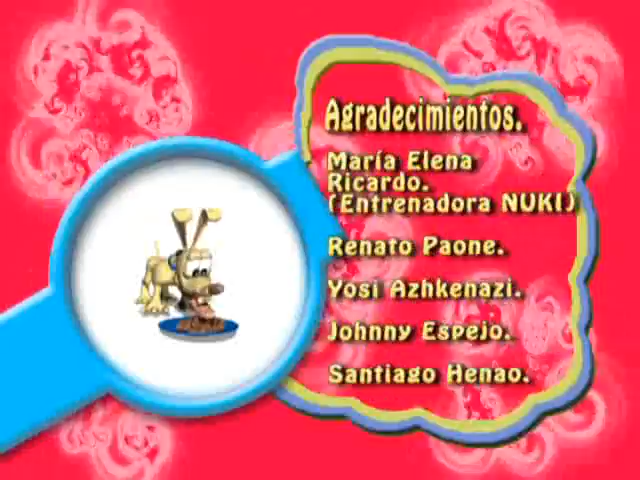 Agradecimientos.
María Elena
Ricardo.
(Entrenadora NUKI)
Renato Paone.
Yosi Azhkenazi.
Johnny Espejo.
Santiago Henao.